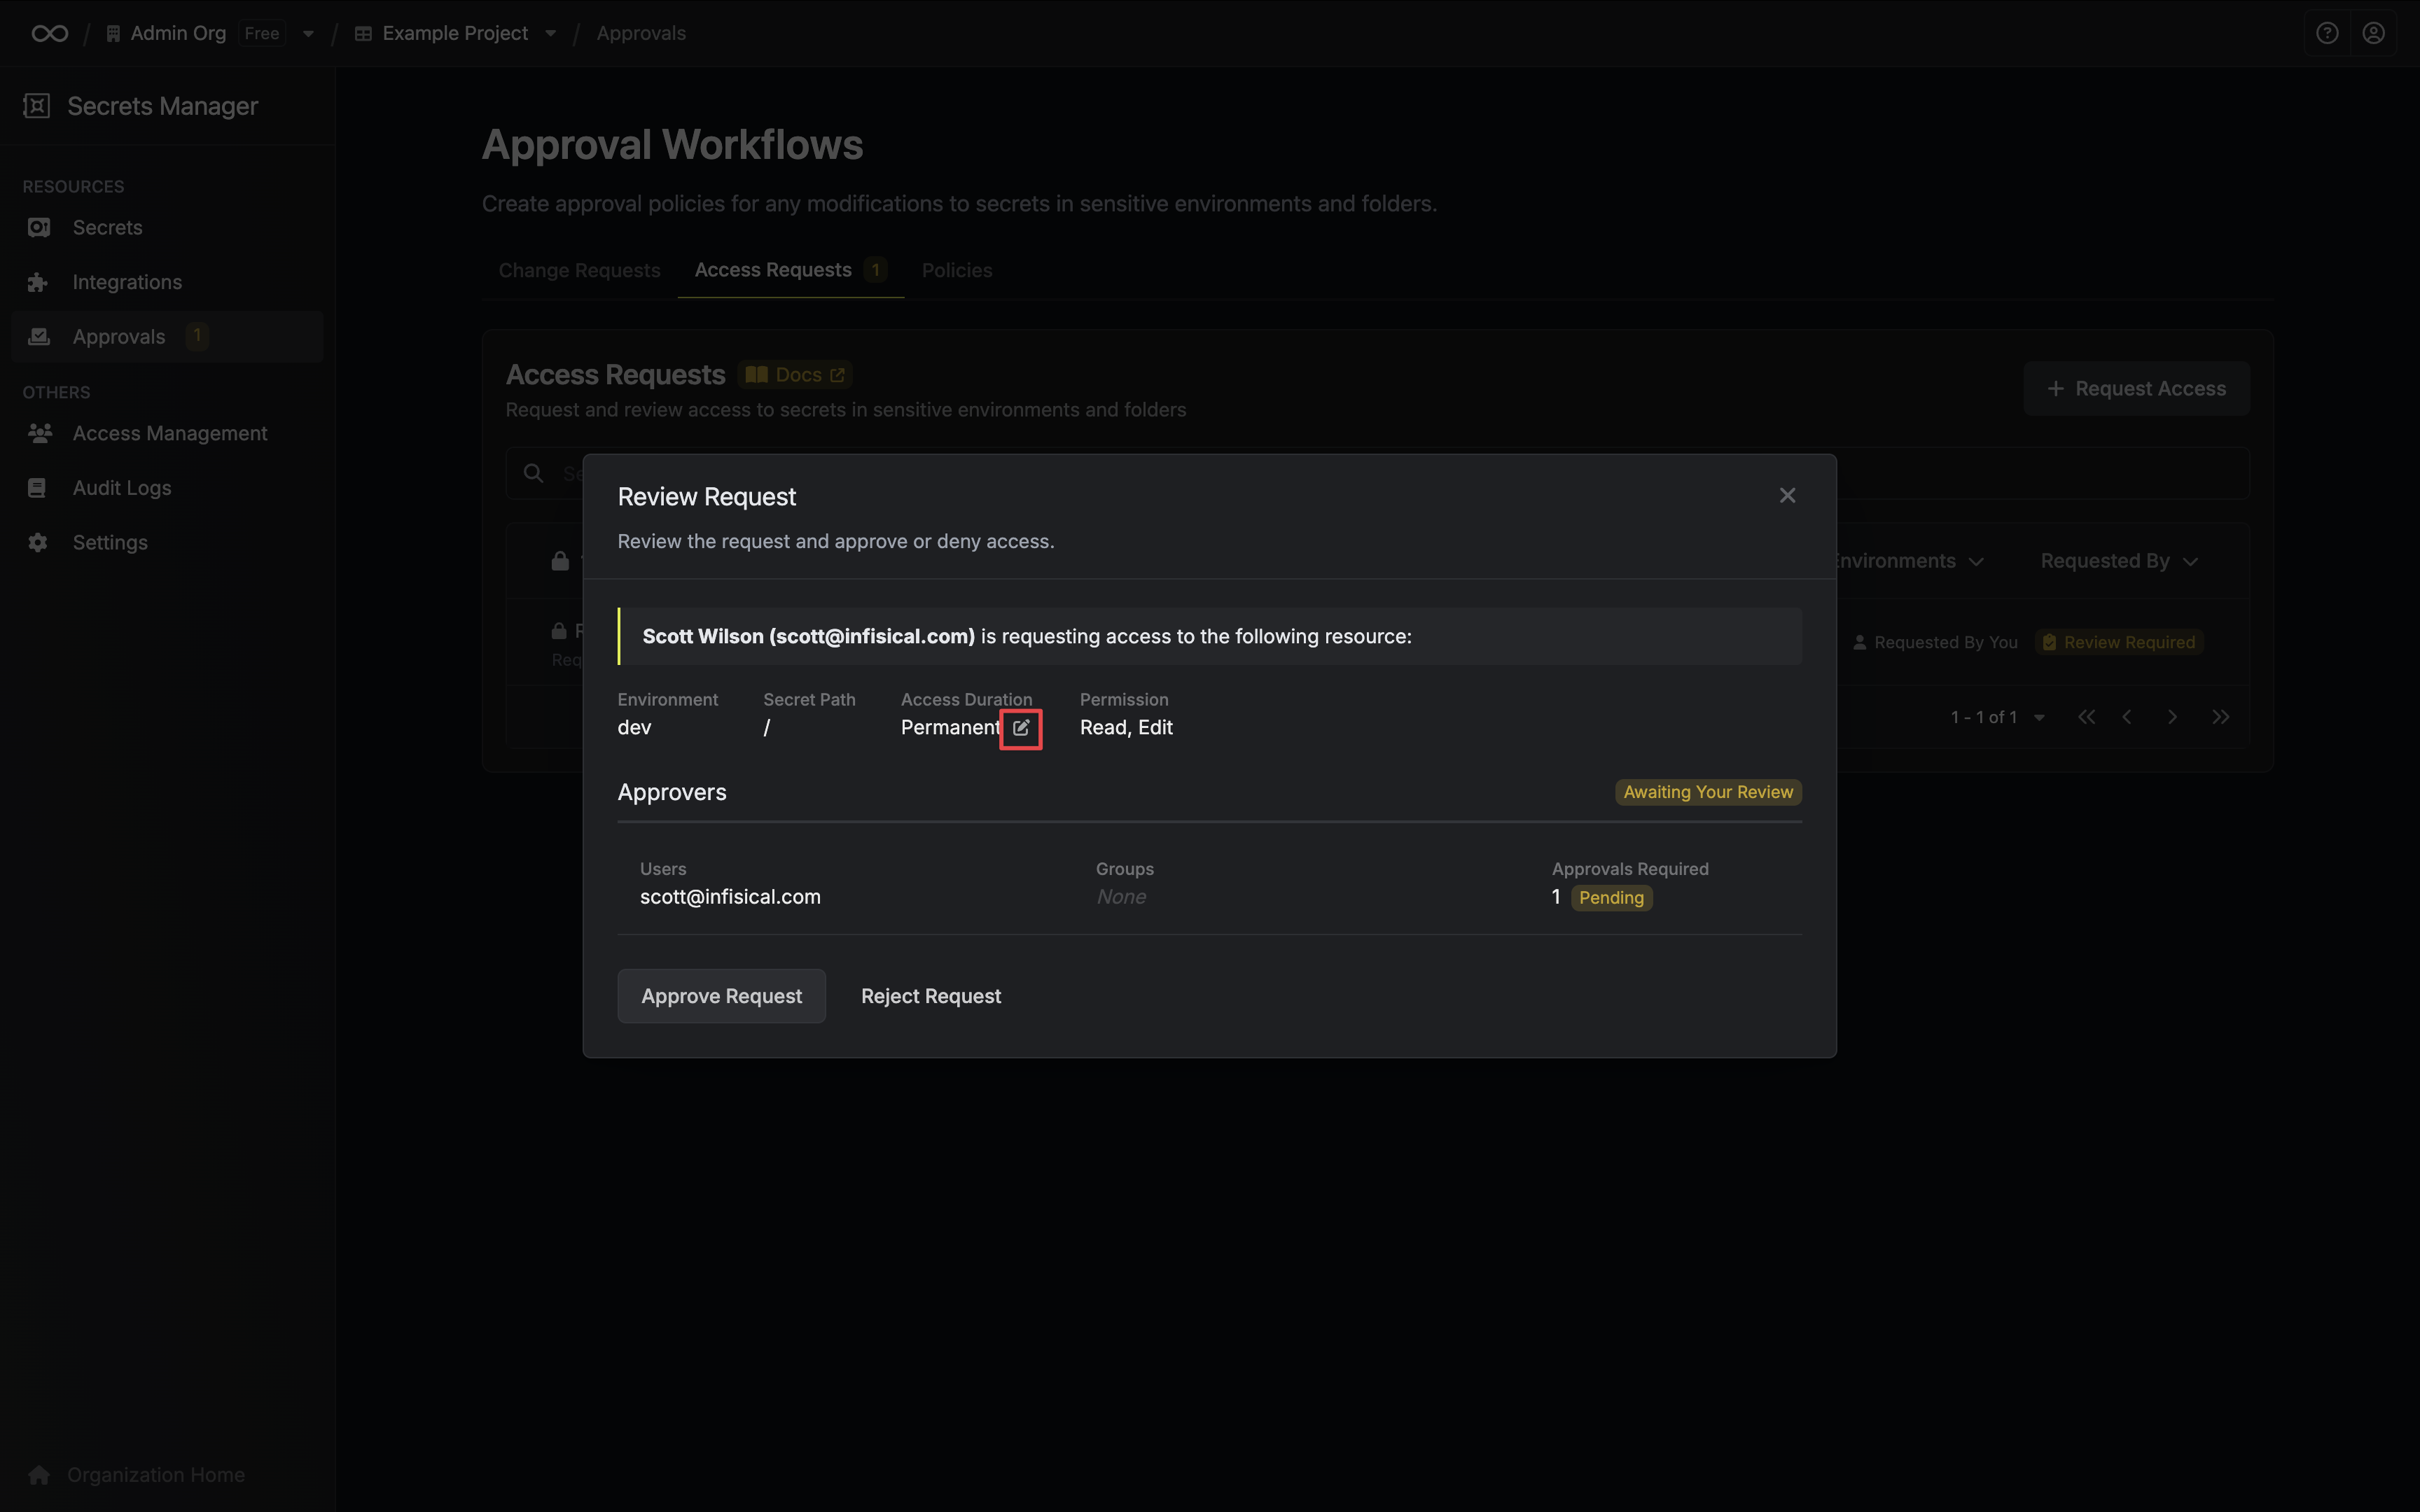 Admin Org Free
Example Project
Approvals
Secrets Manager
RESOURCES
Secrets
Integrations
Approvals 1
OTHERS
Access Management
Audit Logs
Settings
Organization Home
Approval Workflows
Create approval policies for any modifications to secrets in sensitive environments and folders.
Change Requests Access Requests 1 Policies
Access Requests Docs
Request and review access to secrets in sensitive environments and folders
+ Request Access
Requested By
Requested By You Review Required
1 - 1 of 1
Review Request
Review the request and approve or deny access.
Scott Wilson (scott@infisical.com) is requesting access to the following resource:
Environment Secret Path Access Duration Permission
dev / Permanent Read, Edit
Approvers Awaiting Your Review
Users Groups Approvals Required
scott@infisical.com None 1 Pending
Approve Request Reject Request